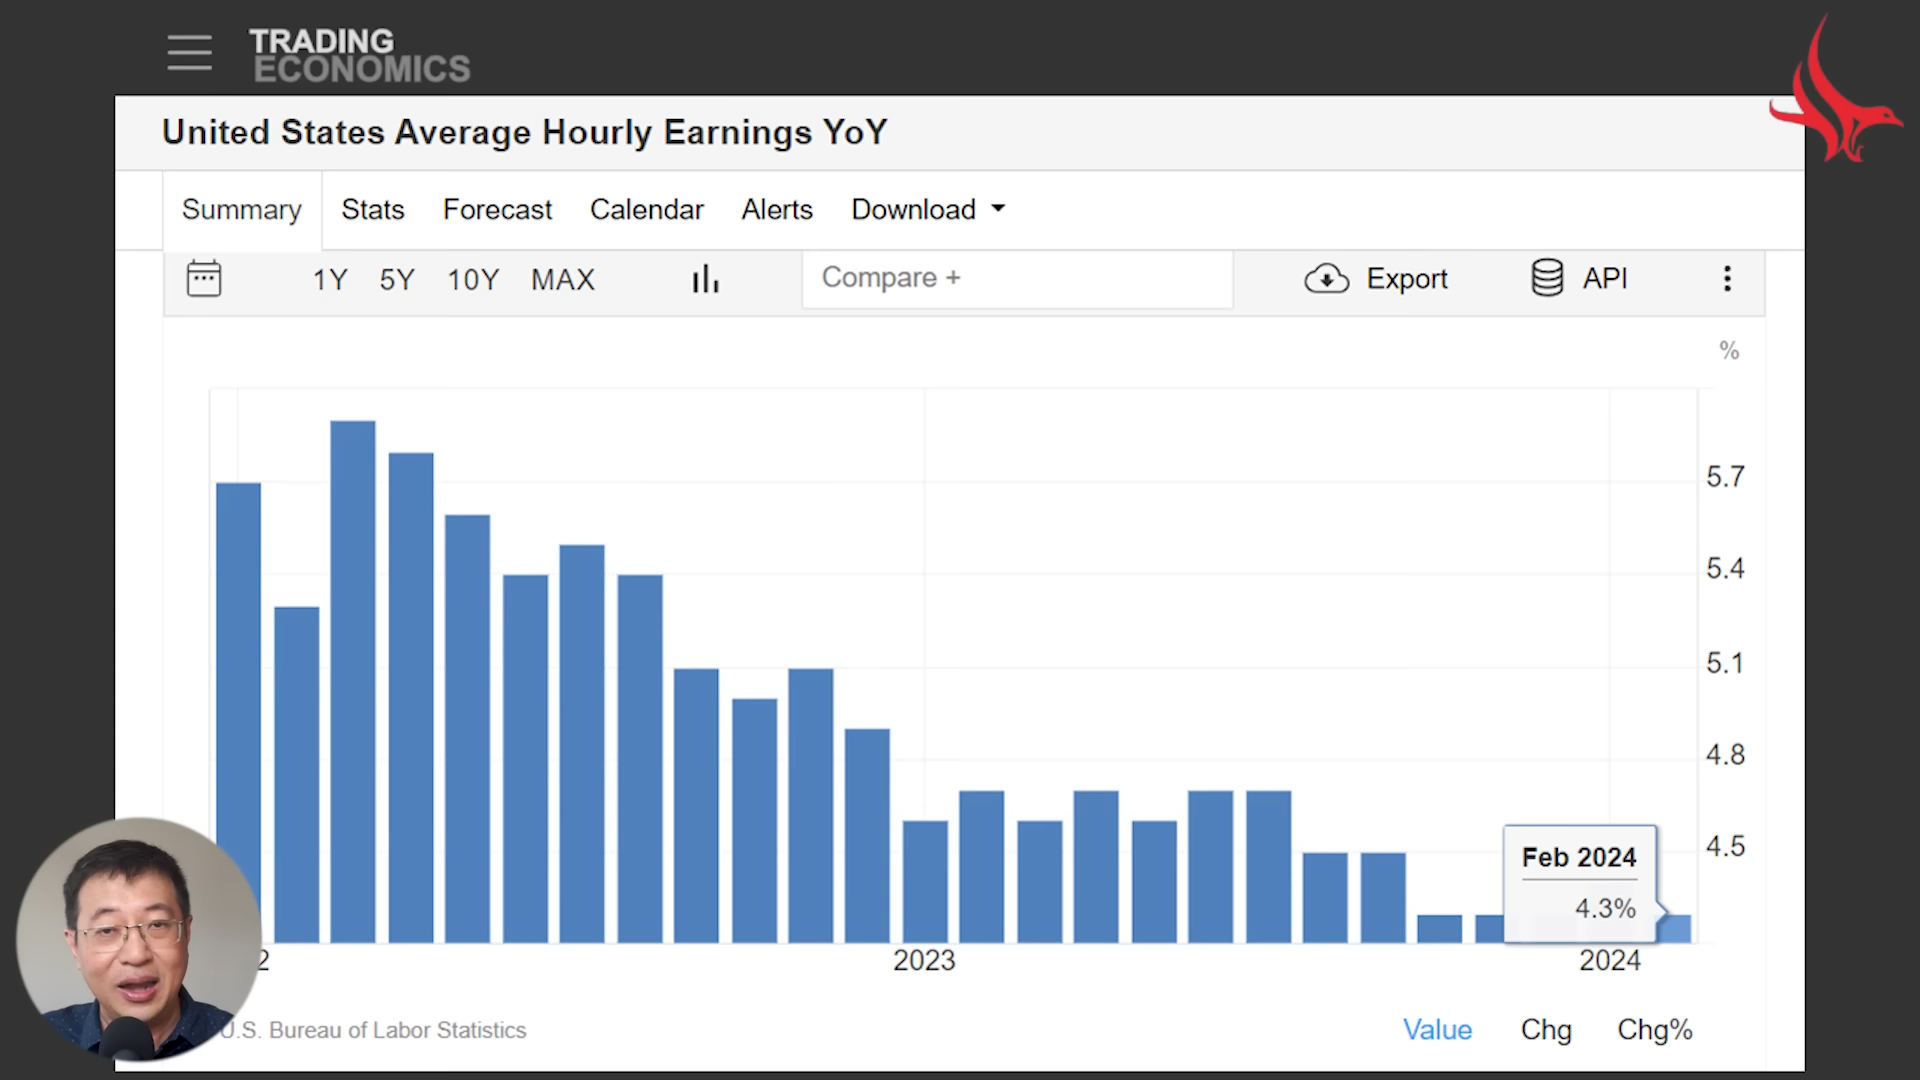 TRADING
ECONOMICS
United States Average Hourly Earnings YoY
Summary Stats Forecast Calendar Alerts Download
1Y 5Y 10Y MAX Compare + Export API
%
5.7
5.4
5.1
4.8
4.5
Feb 2024
4.3%
2 2023 2024
U.S. Bureau of Labor Statistics
Value Chg Chg%